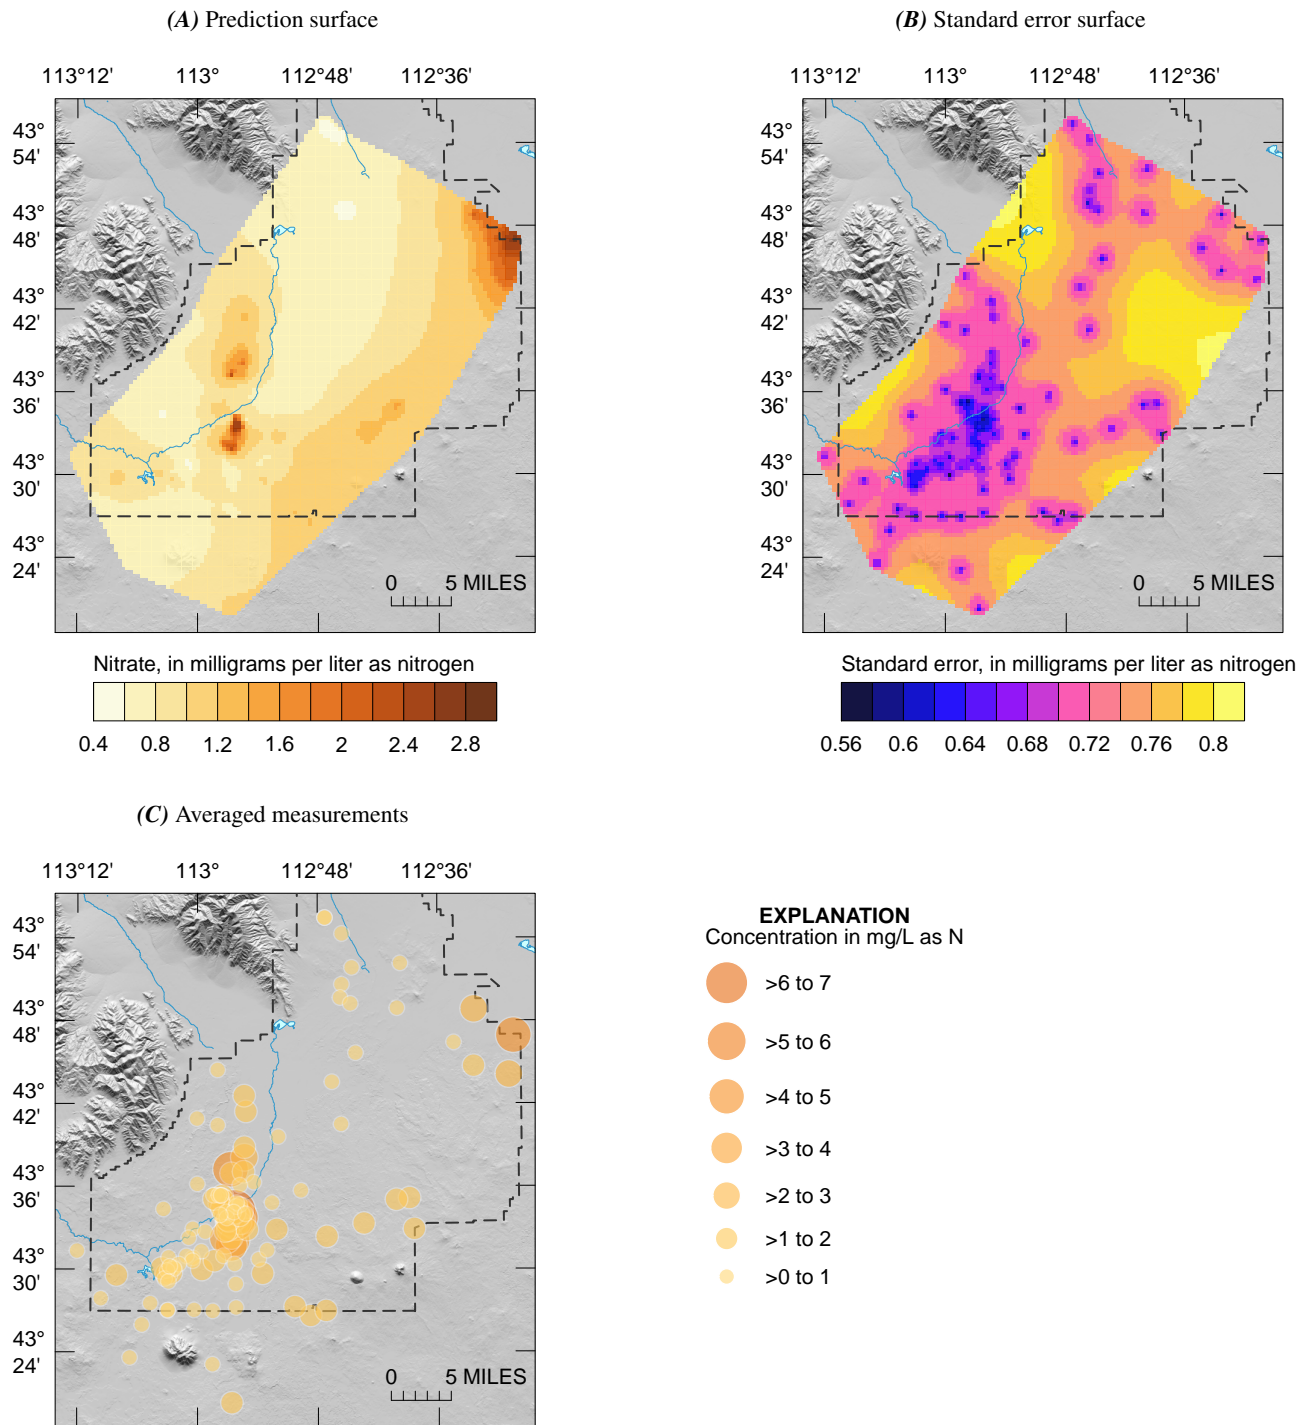 (A) Prediction surface
113°12' 113° 112°48' 112°36'
43°
54'
43°
48'
43°
42'
43°
36'
43°
30'
43°
24'
0 5 MILES
Nitrate, in milligrams per liter as nitrogen
0.4 0.8 1.2 1.6 2 2.4 2.8
(B) Standard error surface
113°12' 113° 112°48' 112°36'
43°
54'
43°
48'
43°
42'
43°
36'
43°
30'
43°
24'
0 5 MILES
Standard error, in milligrams per liter as nitrogen
0.56 0.6 0.64 0.68 0.72 0.76 0.8
(C) Averaged measurements
113°12' 113° 112°48' 112°36'
43°
54'
43°
48'
43°
42'
43°
36'
43°
30'
43°
24'
0 5 MILES
EXPLANATION
Concentration in mg/L as N
>6 to 7
>5 to 6
>4 to 5
>3 to 4
>2 to 3
>1 to 2
>0 to 1